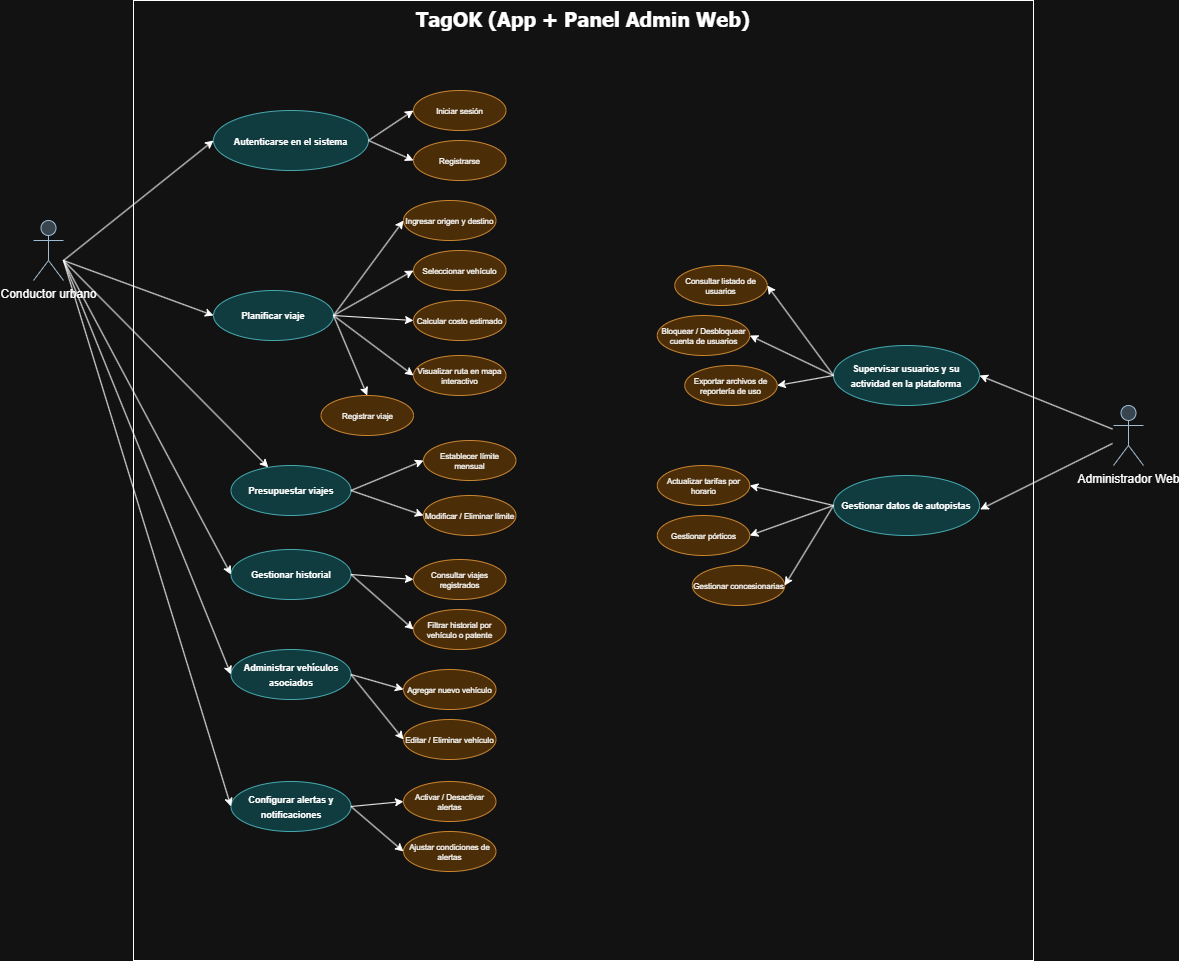 TagOK (App + Panel Admin Web)
Conductor urbano
Autenticarse en el sistema
Iniciar sesión
Registrarse
Planificar viaje
Ingresar origen y destino
Seleccionar vehículo
Calcular costo estimado
Visualizar ruta en mapa
interactivo
Registrar viaje
Presupuestar viajes
Establecer límite
mensual
Modificar / Eliminar límite
Gestionar historial
Consultar viajes
registrados
Filtrar historial por
vehículo o patente
Administrar vehículos
asociados
Agregar nuevo vehículo
Editar / Eliminar vehículo
Configurar alertas y
notificaciones
Activar / Desactivar
alertas
Ajustar condiciones de
alertas
Consultar listado de
usuarios
Bloquear / Desbloquear
cuenta de usuarios
Exportar archivos de
reportería de uso
Supervisar usuarios y su
actividad en la plataforma
Administrador Web
Actualizar tarifas por
horario
Gestionar pórticos
Gestionar concesionarias
Gestionar datos de autopistas